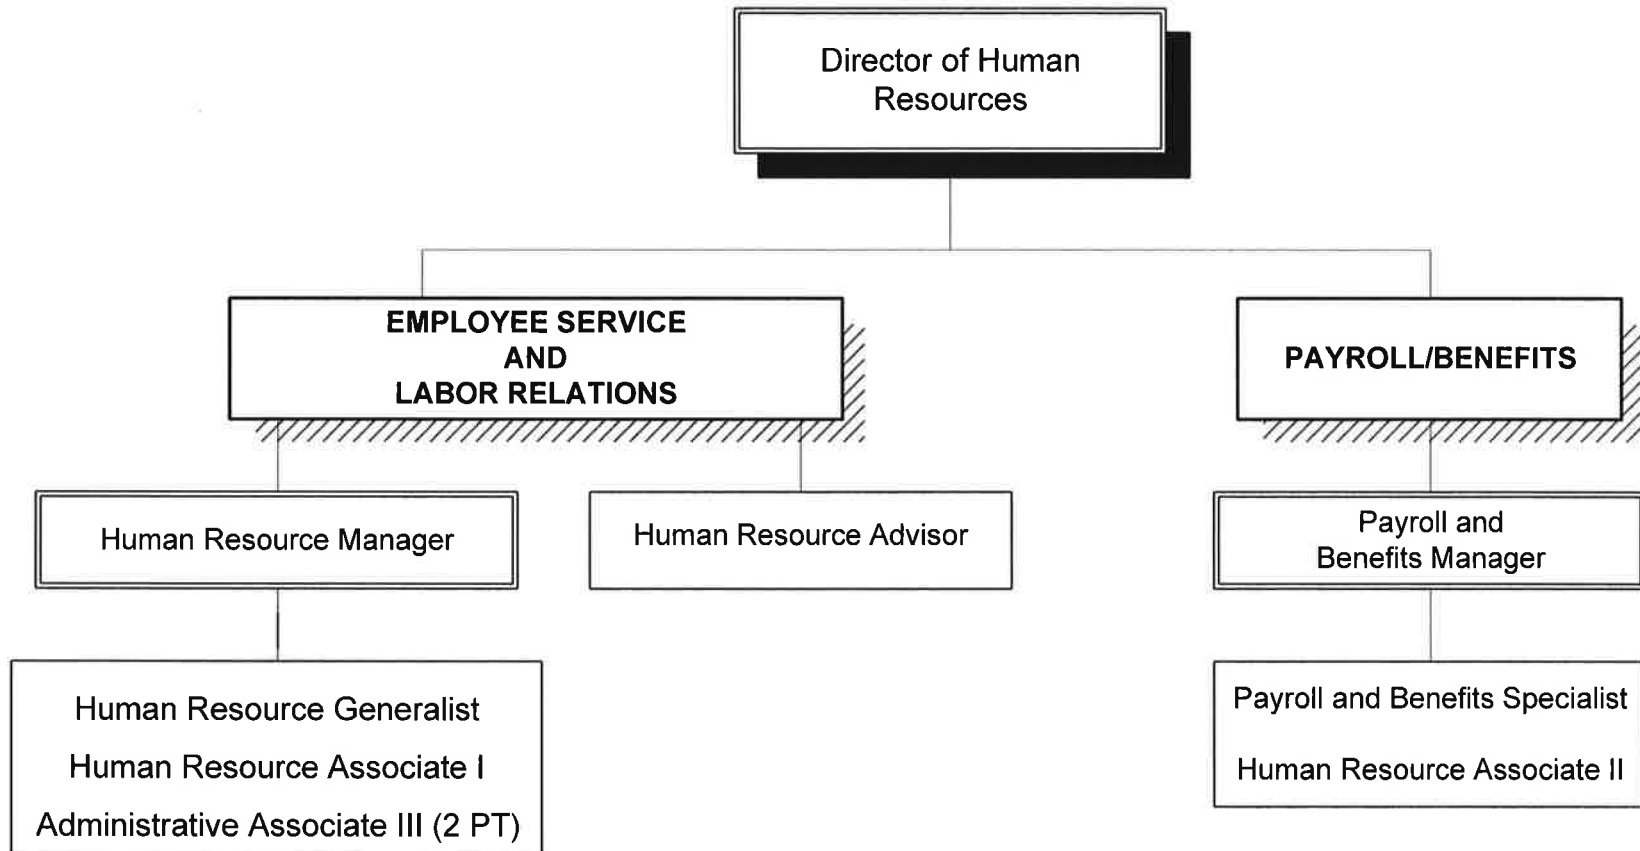 Director of Human
Resources
EMPLOYEE SERVICE
AND
LABOR RELATIONS
PAYROLL/BENEFITS
Human Resource Manager
Human Resource Advisor
Payroll and
Benefits Manager
Human Resource Generalist
Human Resource Associate I
Administrative Associate III (2 PT)
Payroll and Benefits Specialist
Human Resource Associate II